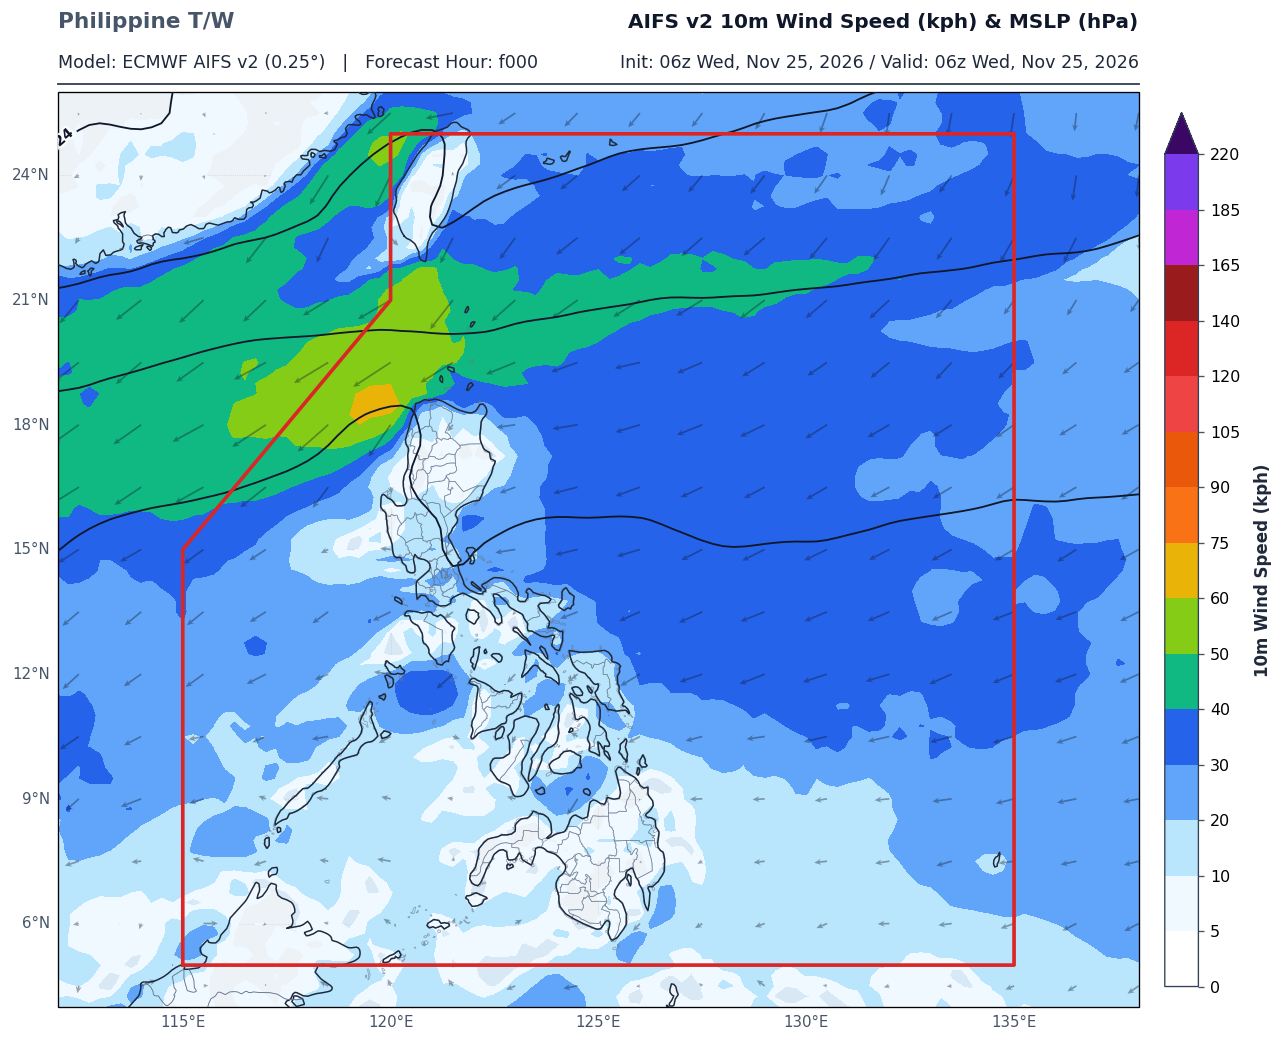 Philippine T/W
AIFS v2 10m Wind Speed (kph) & MSLP (hPa)
Model: ECMWF AIFS v2 (0.25°) | Forecast Hour: f000
Init: 06z Wed, Nov 25, 2026 / Valid: 06z Wed, Nov 25, 2026
24
24°N
21°N
18°N
15°N
12°N
9°N
6°N
115°E
120°E
125°E
130°E
135°E
220
185
165
140
120
105
90
75
60
50
40
30
20
10
5
0
10m Wind Speed (kph)